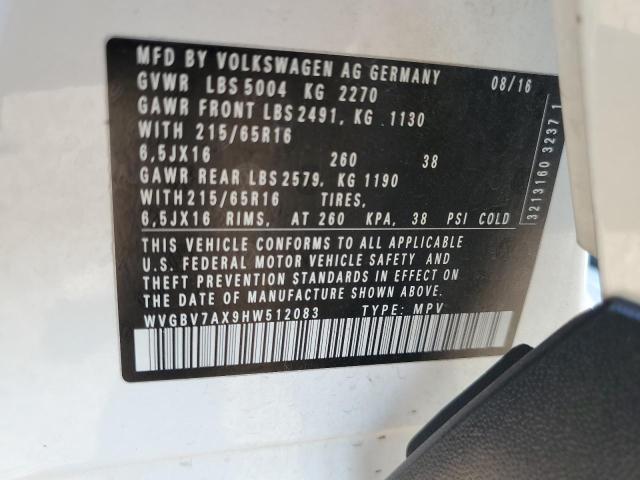 MFD BY VOLKSWAGEN AG GERMANY 08/16
GVWR LBS 5004 KG 2270
GAWR FRONT LBS 2491, KG 1130
WITH 215/65R16
6,5JX16 260 38
GAWR REAR LBS 2579, KG 1190
WITH 215/65R16 TIRES,
6,5JX16 RIMS, AT 260 KPA, 38 PSI COLD
THIS VEHICLE CONFORMS TO ALL APPLICABLE
U.S. FEDERAL MOTOR VEHICLE SAFETY AND
THEFT PREVENTION STANDARDS IN EFFECT ON
THE DATE OF MANUFACTURE SHOWN ABOVE.
WVGBV7AX9HW512083 TYPE: MPV
3213160 3237 1